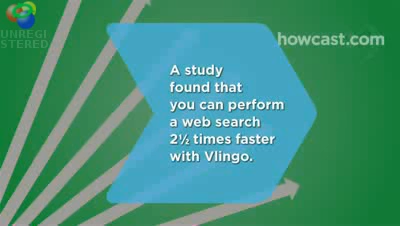 UNREGI
STERED
howcast.com
A study
found that
you can perform
a web search
2½ times faster
with Vlingo.